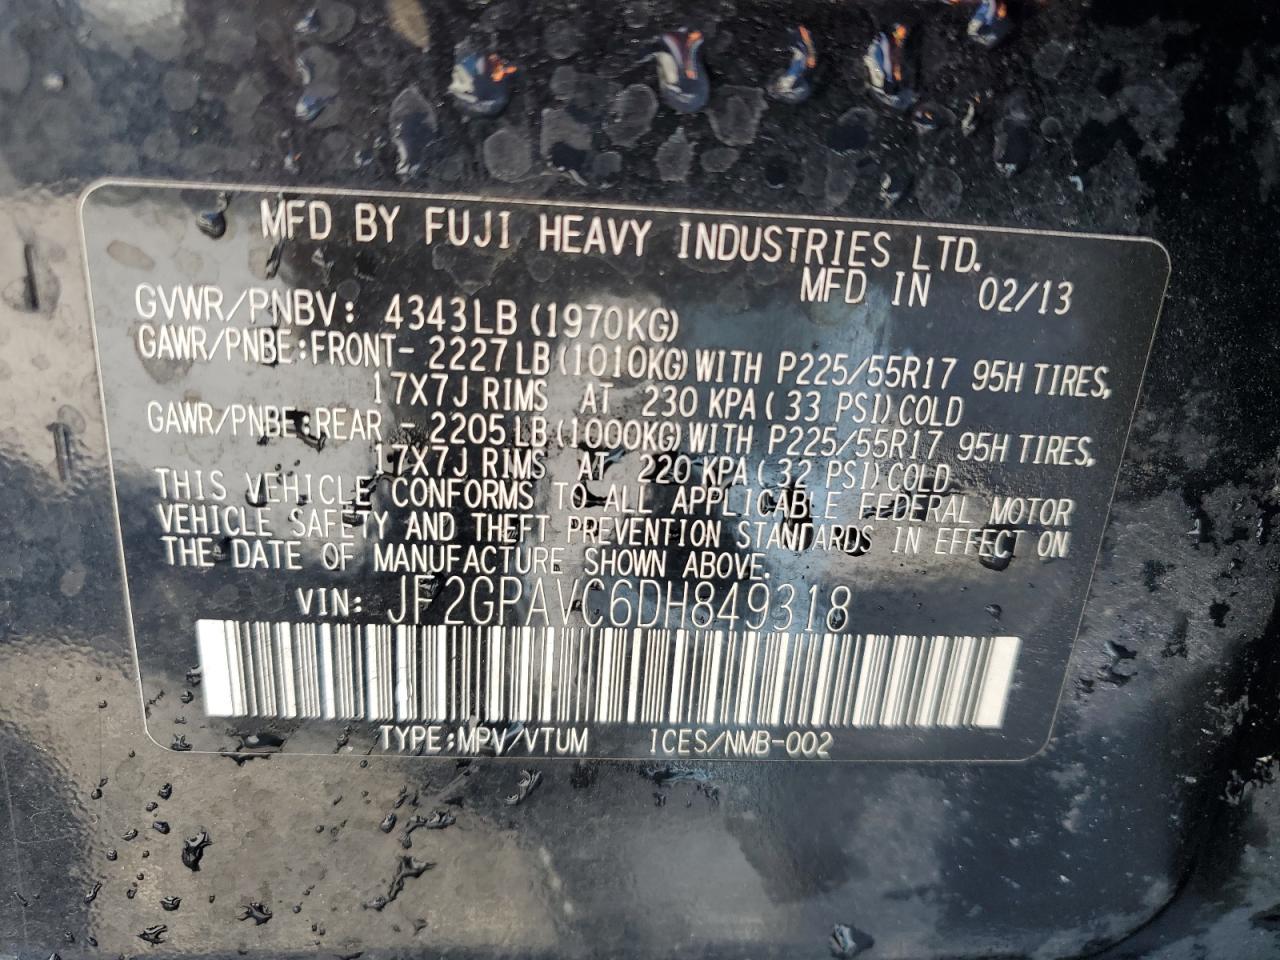 MFD BY FUJI HEAVY INDUSTRIES LTD.
MFD IN 02/13
GVWR/PNBV: 4343LB (1970KG)
GAWR/PNBE:FRONT- 2227LB (1010KG) WITH P225/55R17 95H TIRES,
17X7J RIMS AT 230 KPA (33 PSI) COLD
GAWR/PNBE:REAR - 2205LB (1000KG) WITH P225/55R17 95H TIRES,
17X7J RIMS AT 220 KPA (32 PSI) COLD
THIS VEHICLE CONFORMS TO ALL APPLICABLE FEDERAL MOTOR
VEHICLE SAFETY AND THEFT PREVENTION STANDARDS IN EFFECT ON
THE DATE OF MANUFACTURE SHOWN ABOVE.
VIN: JF2GPAVC6DH849318
TYPE:MPV/VTUM ICES/NMB-002